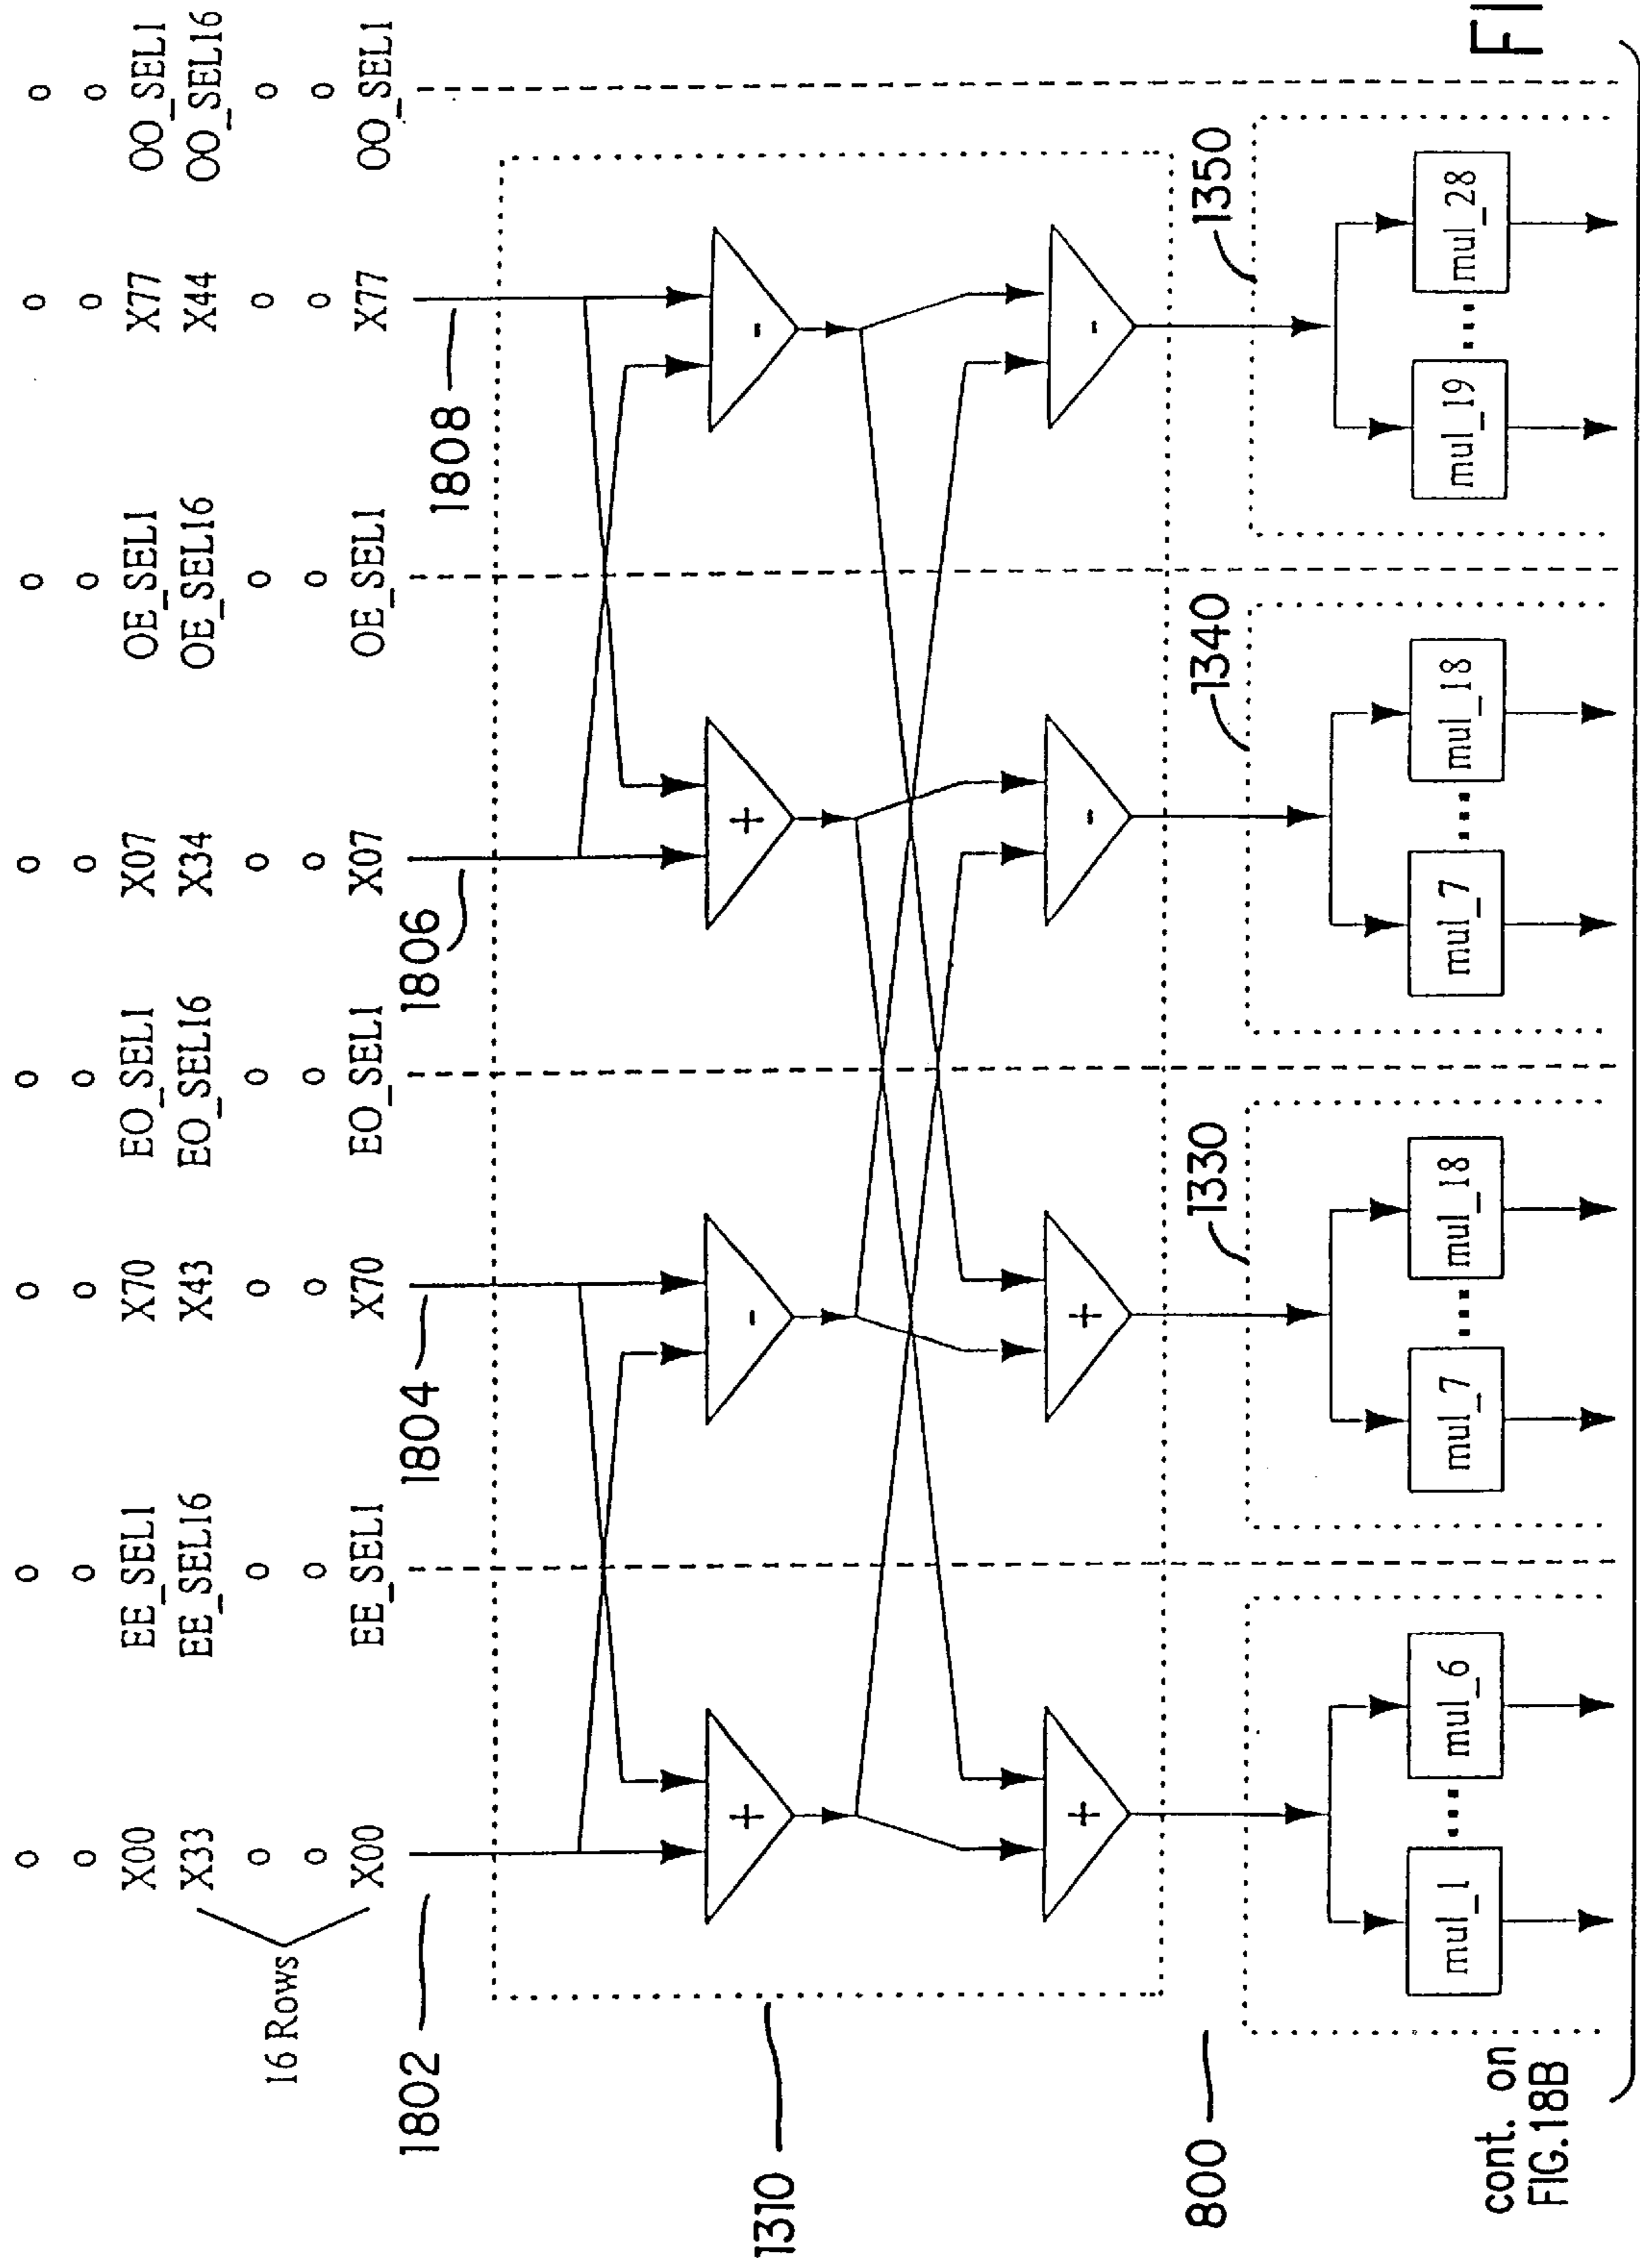 o o o o o o o o
o o o o o o o o
X00 EE_SEL1 X70 EO_SEL1 X07 OE_SEL1 X77 OO_SEL1
X33 EE_SEL16 X43 EO_SEL16 X34 OE_SEL16 X44 OO_SEL16
16 Rows
o o o o o o o o
o o o o o o o o
X00 EE_SEL1 X70 EO_SEL1 X07 OE_SEL1 X77 OO_SEL1
1802 1804 1806 1808
1310
+ - + -
+ + - -
800 1330 1340 1350
mul_1 ... mul_6 mul_7 ... mul_18 mul_7 ... mul_18 mul_19 ... mul_28
cont. on
FIG.18B
FI